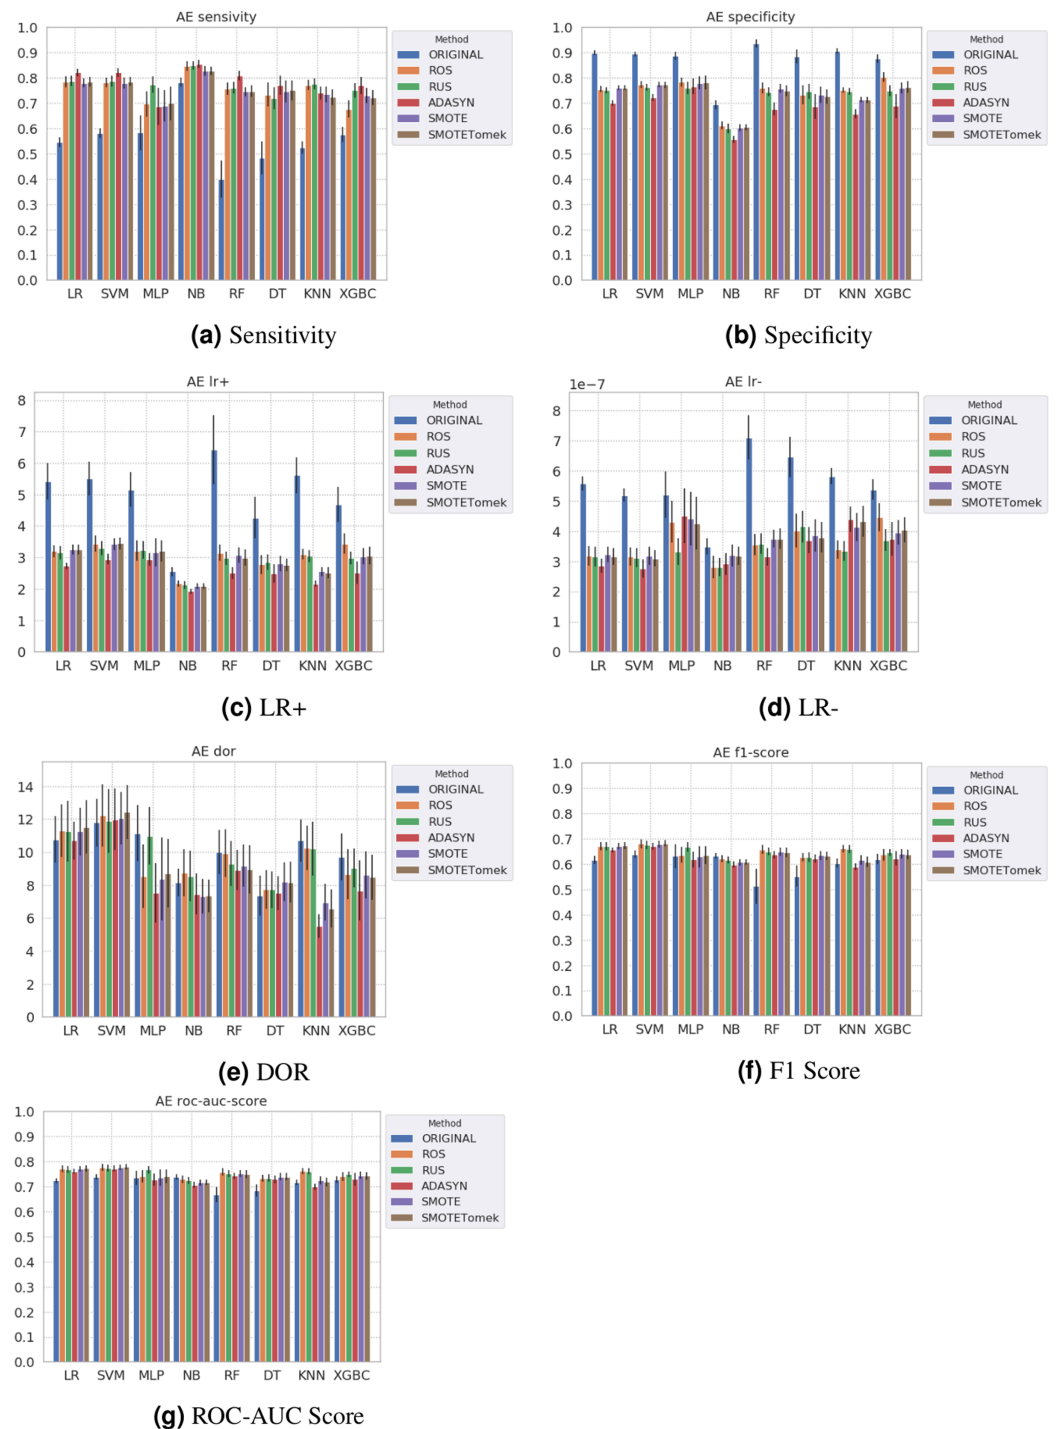 AE sensivity
1.0
0.9
0.8
0.7
0.6
0.5
0.4
0.3
0.2
0.1
0.0
LR SVM MLP NB RF DT KNN XGBC
Method
ORIGINAL
ROS
RUS
ADASYN
SMOTE
SMOTETomek
(a) Sensitivity
AE specificity
1.0
0.9
0.8
0.7
0.6
0.5
0.4
0.3
0.2
0.1
0.0
LR SVM MLP NB RF DT KNN XGBC
Method
ORIGINAL
ROS
RUS
ADASYN
SMOTE
SMOTETomek
(b) Specificity
AE lr+
8
7
6
5
4
3
2
1
0
LR SVM MLP NB RF DT KNN XGBC
Method
ORIGINAL
ROS
RUS
ADASYN
SMOTE
SMOTETomek
(c) LR+
1e−7
AE lr-
8
7
6
5
4
3
2
1
0
LR SVM MLP NB RF DT KNN XGBC
Method
ORIGINAL
ROS
RUS
ADASYN
SMOTE
SMOTETomek
(d) LR-
AE dor
14
12
10
8
6
4
2
0
LR SVM MLP NB RF DT KNN XGBC
Method
ORIGINAL
ROS
RUS
ADASYN
SMOTE
SMOTETomek
(e) DOR
AE f1-score
1.0
0.9
0.8
0.7
0.6
0.5
0.4
0.3
0.2
0.1
0.0
LR SVM MLP NB RF DT KNN XGBC
Method
ORIGINAL
ROS
RUS
ADASYN
SMOTE
SMOTETomek
(f) F1 Score
AE roc-auc-score
1.0
0.9
0.8
0.7
0.6
0.5
0.4
0.3
0.2
0.1
0.0
LR SVM MLP NB RF DT KNN XGBC
Method
ORIGINAL
ROS
RUS
ADASYN
SMOTE
SMOTETomek
(g) ROC-AUC Score